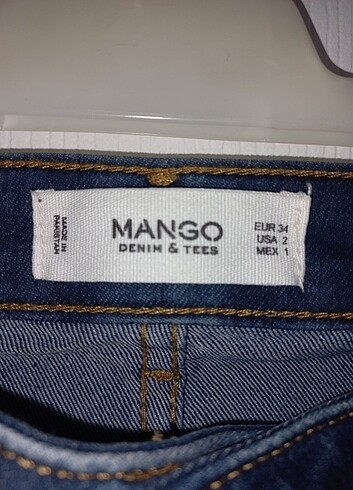 MADE IN
PAKISTAN
MANGO
DENIM & TEES
EUR 34
USA 2
MEX 1